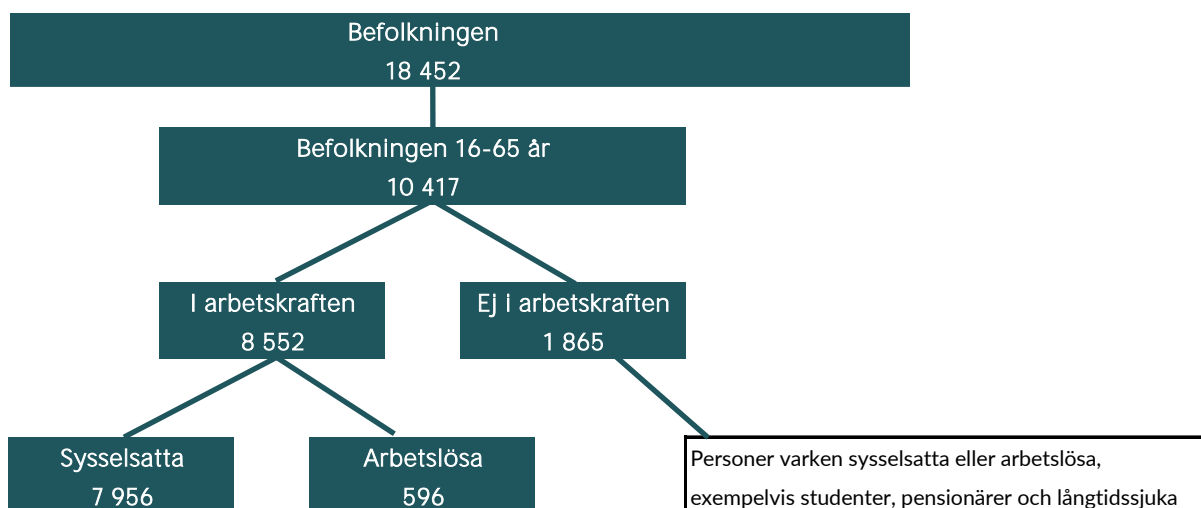 Befolkningen
18 452
Befolkningen 16-65 år
10 417
I arbetskraften
8 552
Ej i arbetskraften
1 865
Sysselsatta
7 956
Arbetslösa
596
Personer varken sysselsatta eller arbetslösa,
exempelvis studenter, pensionärer och långtidssjuka